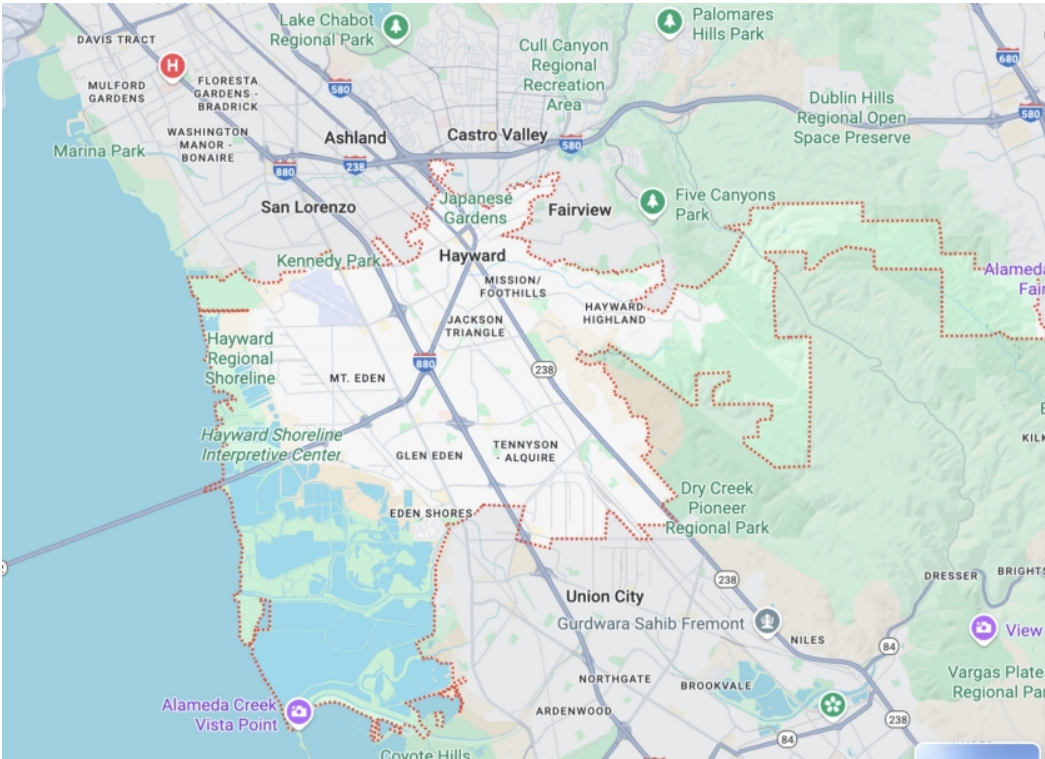 Lake Chabot
Regional Park
Palomares
Hills Park
DAVIS TRACT
Cull Canyon
Regional
Recreation
Area
680
H
MULFORD
GARDENS
FLORESTA
GARDENS -
BRADRICK
580
Dublin Hills
Regional Open
Space Preserve
580
WASHINGTON
MANOR -
BONAIRE
Ashland
Castro Valley
580
Marina Park
880
238
San Lorenzo
Japanese
Gardens
Fairview
Five Canyons
Park
Kennedy Park
Hayward
Alameda
Fair
MISSION/
FOOTHILLS
HAYWARD
HIGHLAND
JACKSON
TRIANGLE
Hayward
Regional
Shoreline
880
238
MT. EDEN
Hayward Shoreline
Interpretive Center
GLEN EDEN
TENNYSON
- ALQUIRE
KILK
EDEN SHORES
Dry Creek
Pioneer
Regional Park
Union City
238
DRESSER
BRIGHTS
Gurdwara Sahib Fremont
NILES
View
84
NORTHGATE
BROOKVALE
Vargas Plate
Regional Par
Alameda Creek
Vista Point
ARDENWOOD
238
84
Coyote Hills